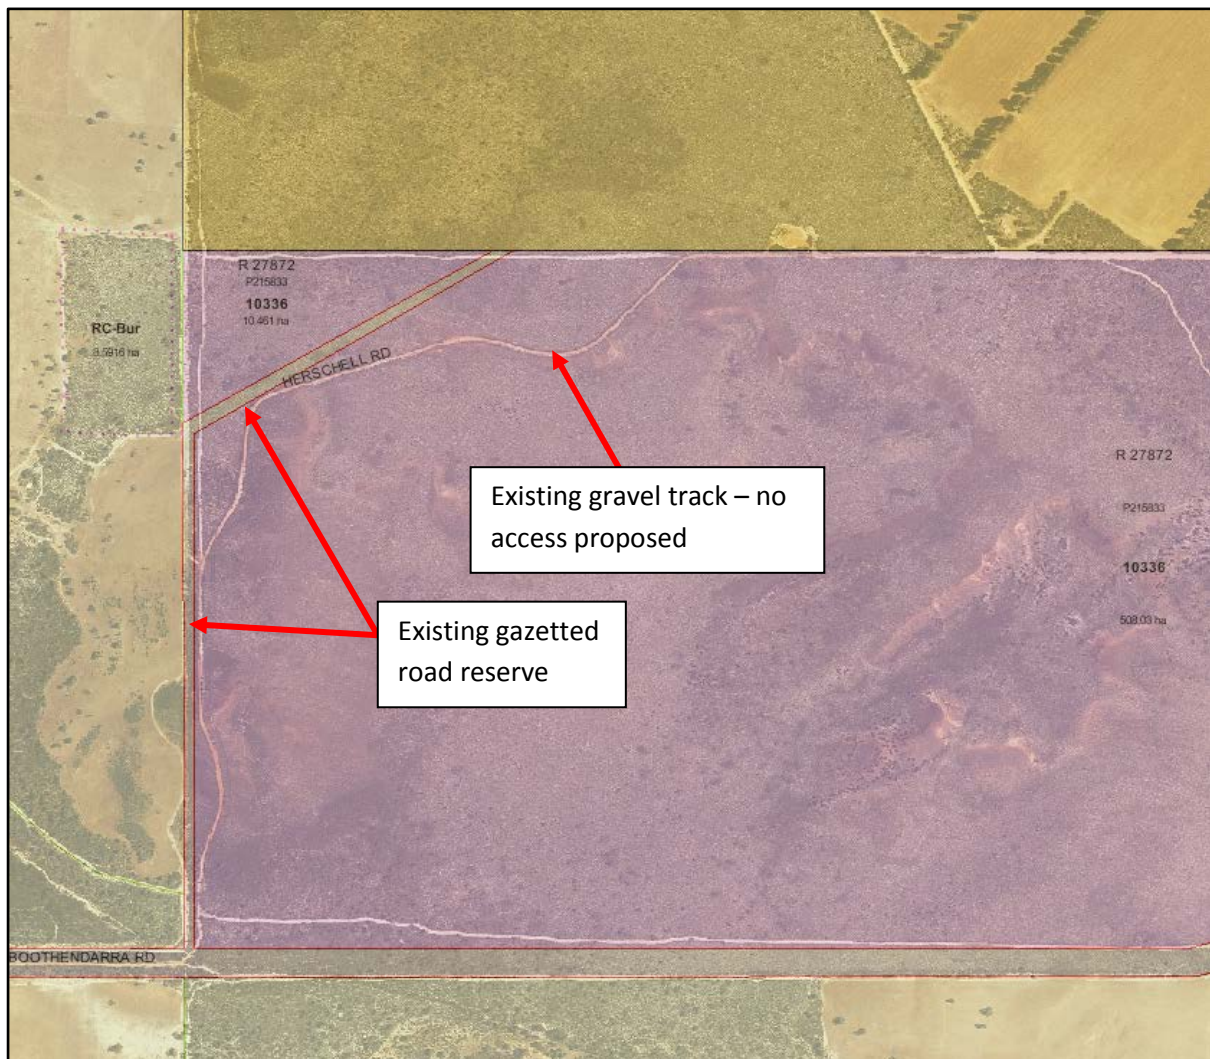 R 27872
P215833
10336
10.461 ha
RC-Bur
3.5916 ha
HERSCHELL RD
R 27872
Existing gravel track – no
access proposed
P215833
10336
508.03 ha
Existing gazetted
road reserve
BOOTHENDARRA RD